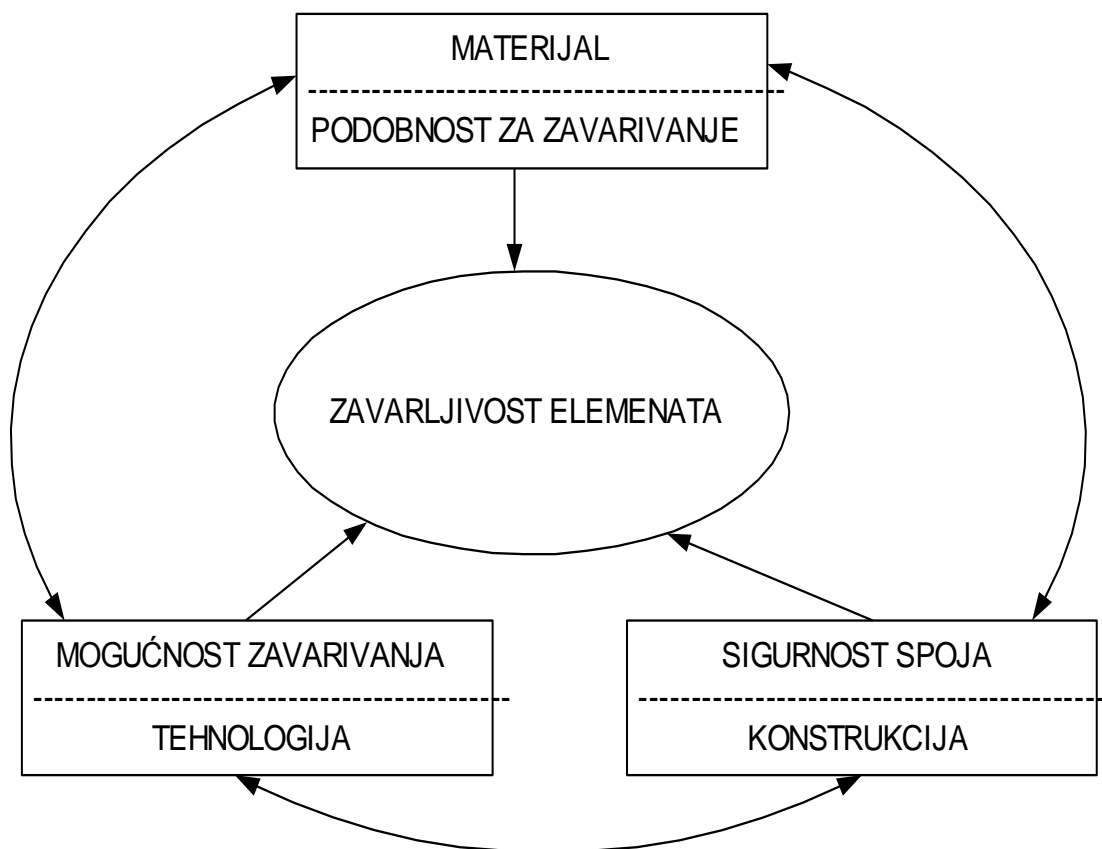 MATERIJAL
PODOBNOST ZA ZAVARIVANJE
ZAVARLJIVOST ELEMENATA
MOGUĆNOST ZAVARIVANJA
TEHNOLOGIJA
SIGURNOST SPOJA
KONSTRUKCIJA